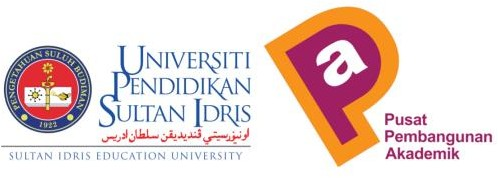 PENGETAHUAN SULUH BUDIMAN
1922
UNIVERSITI
PENDIDIKAN
SULTAN IDRIS
اونيۏرسيتي ڤنديديقن سلطان ادريس
SULTAN IDRIS EDUCATION UNIVERSITY
Pa
Pusat
Pembangunan
Akademik